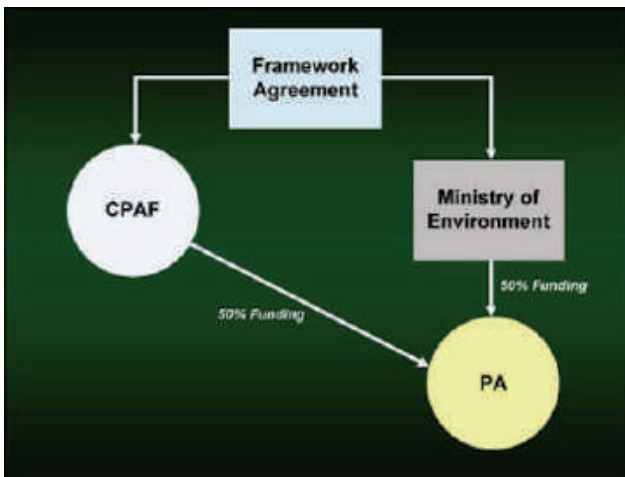 Framework
Agreement
CPAF
Ministry of
Environment
50% Funding
50% Funding
PA